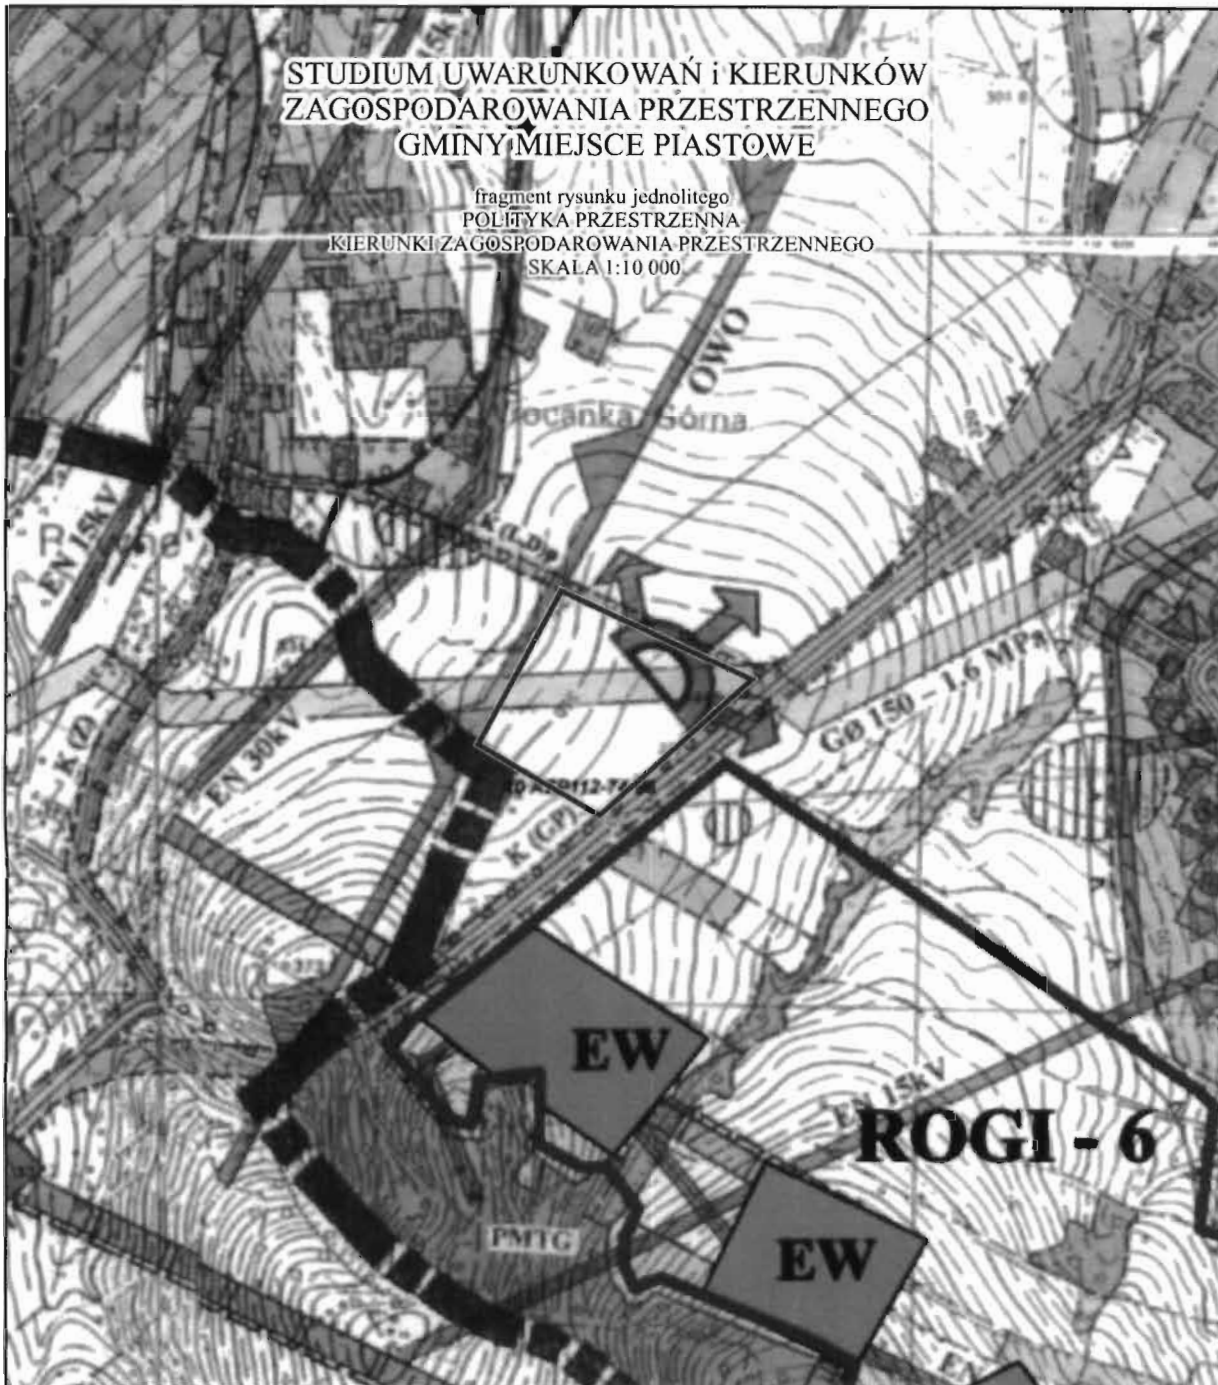 STUDIUM UWARUNKOWAŃ i KIERUNKÓW
ZAGOSPODAROWANIA PRZESTRZENNEGO
GMINY MIEJSCE PIASTOWE
fragment rysunku jednolitego
POLITYKA PRZESTRZENNA
KIERUNKI ZAGOSPODAROWANIA PRZESTRZENNEGO
SKALA 1:10 000
OWO
Górna
EN 15kV
K (L,D)p
GØ 150 - 1.6 MPa
K (Z)
EN 30kV
K (GP)
EW
EN 15kV
ROGI - 6
PMTG
EW
EN